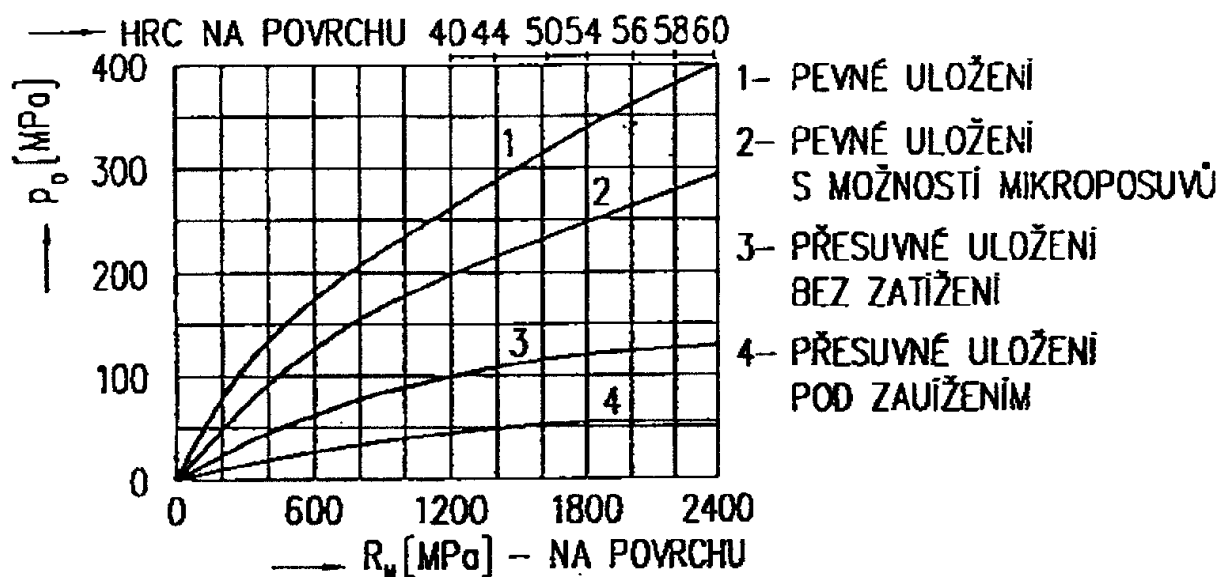 HRC NA POVRCHU 40 44 50 54 56 58 60
p₀ [MPa]
400
300
200
100
0
1
2
3
4
0 600 1200 1800 2400
R_M [MPa] – NA POVRCHU
1– PEVNÉ ULOŽENÍ
2– PEVNÉ ULOŽENÍ
S MOŽNOSTÍ MIKROPOSUVŮ
3– PŘESUVNÉ ULOŽENÍ
BEZ ZATÍŽENÍ
4– PŘESUVNÉ ULOŽENÍ
POD ZAUÍŽENÍM